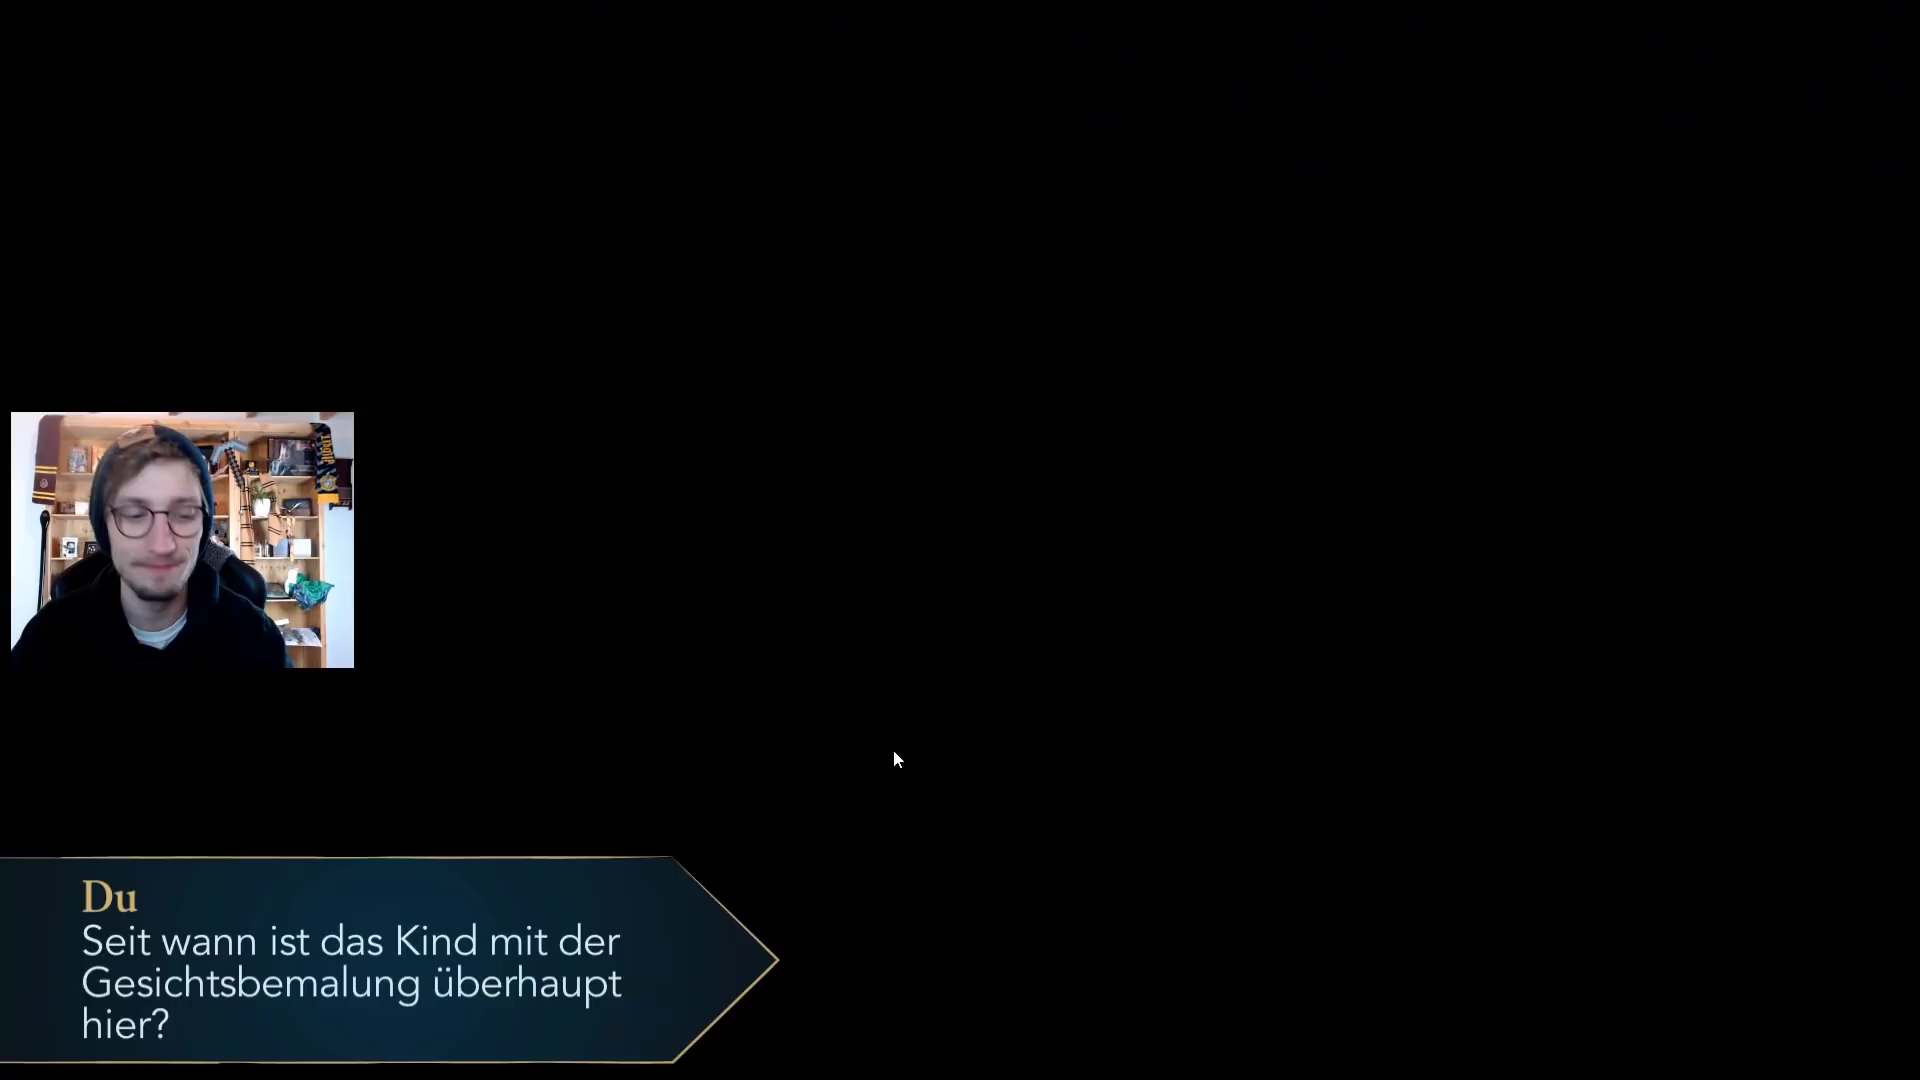 Du
Seit wann ist das Kind mit der
Gesichtsbemalung überhaupt
hier?